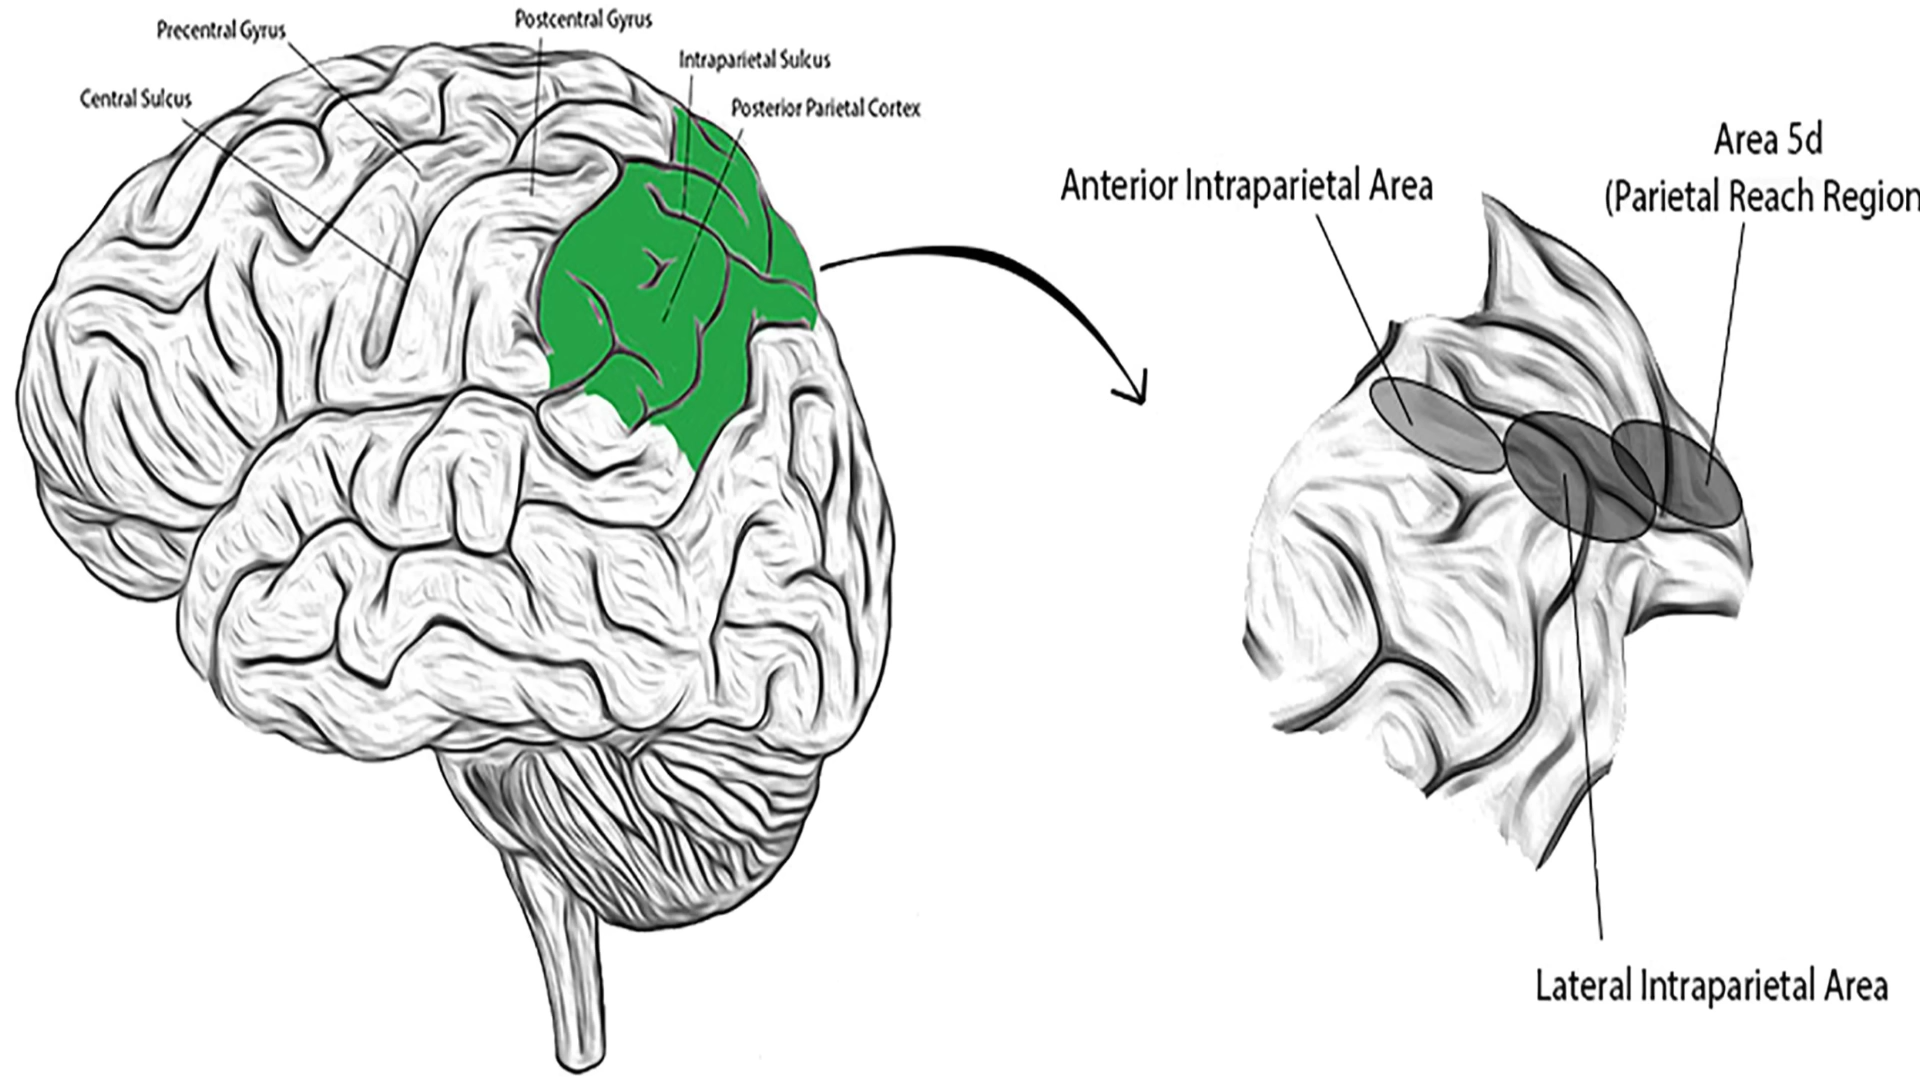 Precentral Gyrus
Postcentral Gyrus
Central Sulcus
Intraparietal Sulcus
Posterior Parietal Cortex
Anterior Intraparietal Area
Area 5d
(Parietal Reach Region
Lateral Intraparietal Area